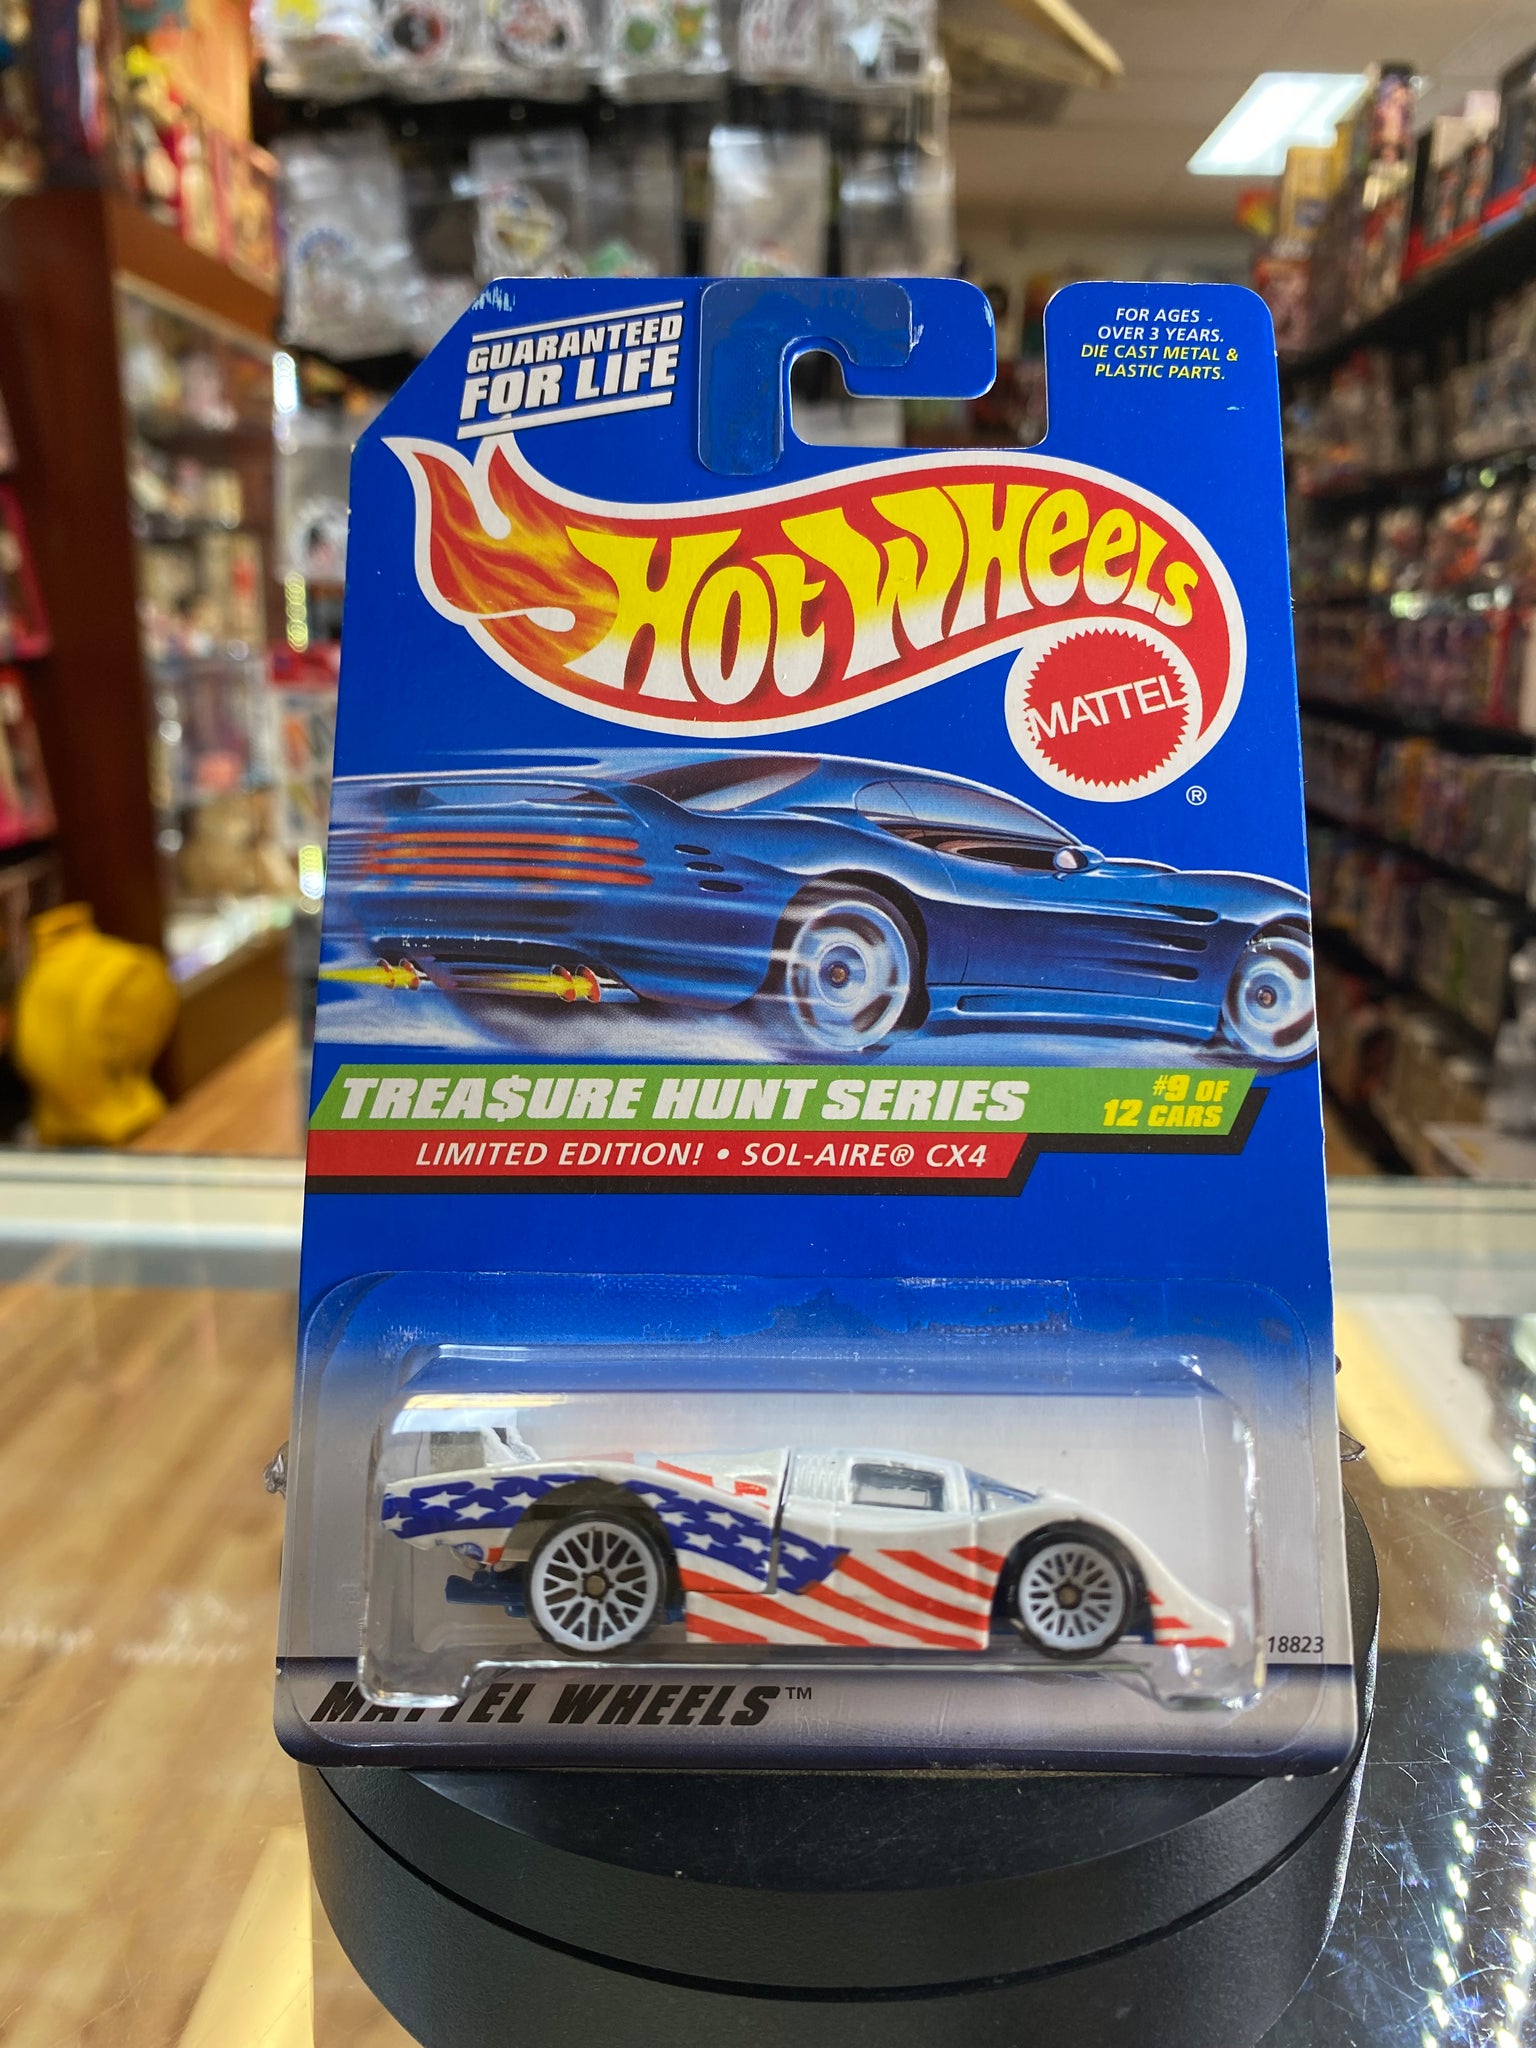 GUARANTEED
FOR LIFE
FOR AGES
OVER 3 YEARS.
DIE CAST METAL &
PLASTIC PARTS.
HOT WHEELS
MATTEL
®
TREA$URE HUNT SERIES
#9 OF
12 CARS
LIMITED EDITION! • SOL-AIRE® CX4
18823
MATTEL WHEELS™